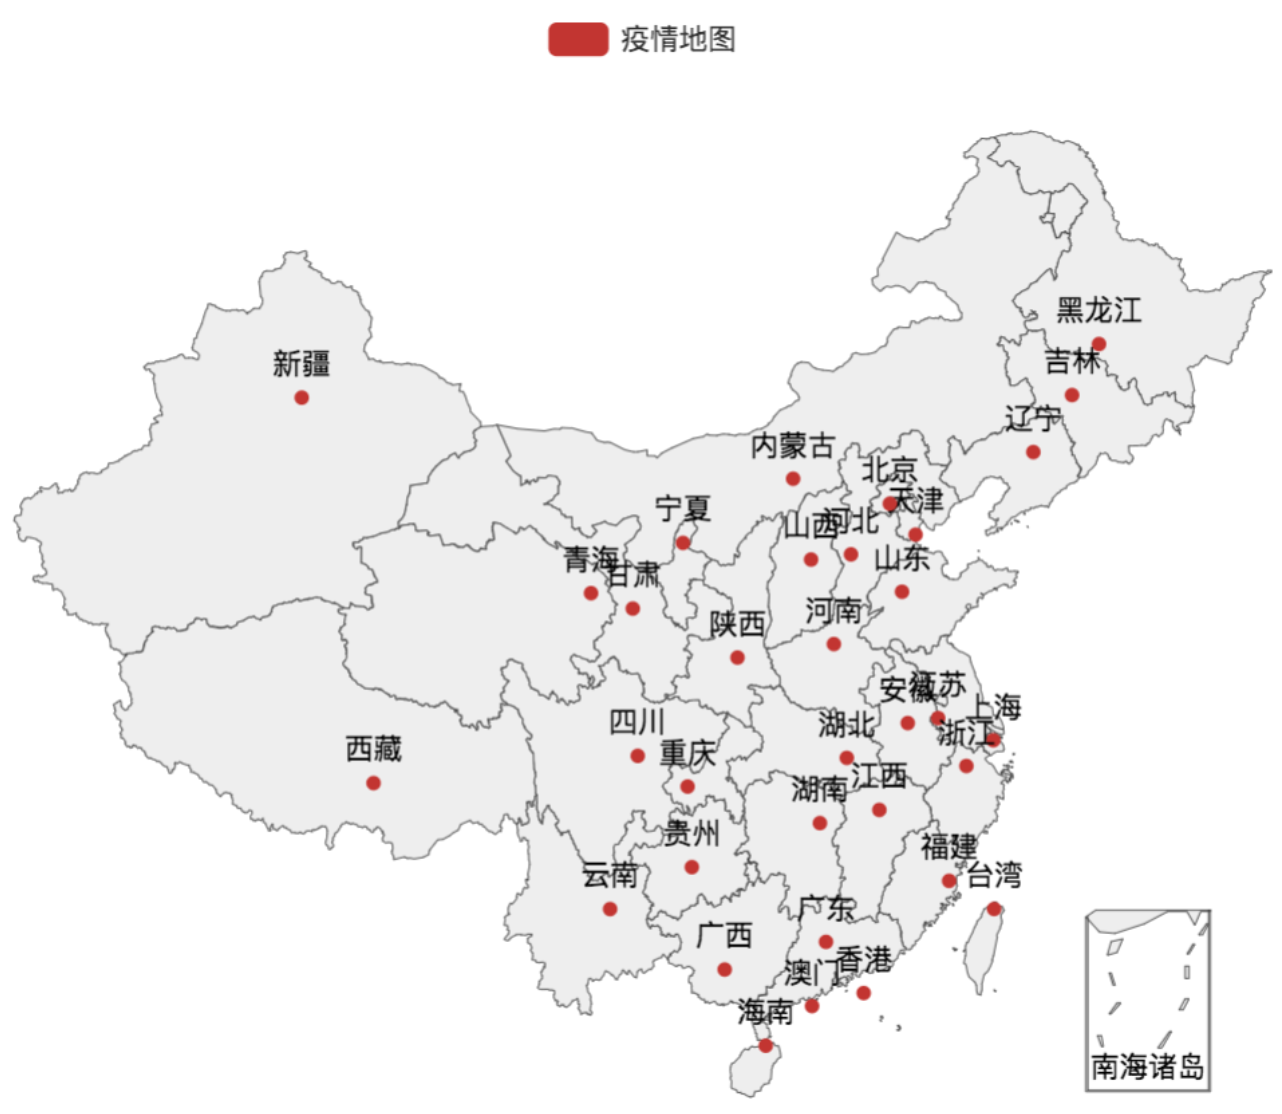 疫情地图
黑龙江
吉林
新疆
辽宁
内蒙古
北京
天津
宁夏
山西
河北
青海
甘肃
山东
河南
陕西
安徽
江苏
上海
四川
湖北
浙江
西藏
重庆
湖南
江西
贵州
福建
云南
台湾
广东
广西
澳门
香港
海南
南海诸岛